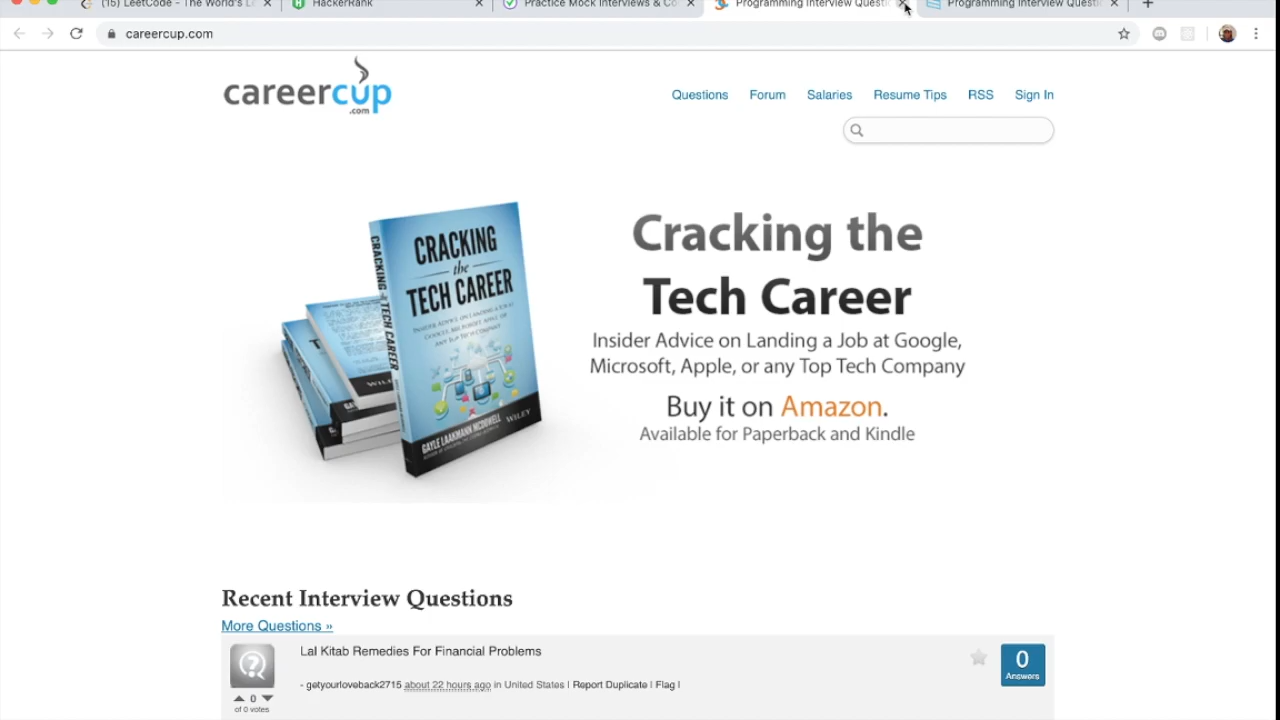 (15) LeetCode - The World's L
HackerRank
Practice Mock Interviews & Co
Programming Interview Questi
Programming Interview Questi
careercup.com
careercup
.com
Questions
Forum
Salaries
Resume Tips
RSS
Sign In
CRACKING
the
TECH CAREER
CRACKING the TECH CAREER
GAYLE LAAKMANN MCDOWELL
WILEY
Cracking the
Tech Career
Insider Advice on Landing a Job at Google,
Microsoft, Apple, or any Top Tech Company
Buy it on Amazon.
Available for Paperback and Kindle
Recent Interview Questions
More Questions »
Lal Kitab Remedies For Financial Problems
0
Answers
- getyourloveback2715 about 22 hours ago in United States | Report Duplicate | Flag |
0
of 0 votes